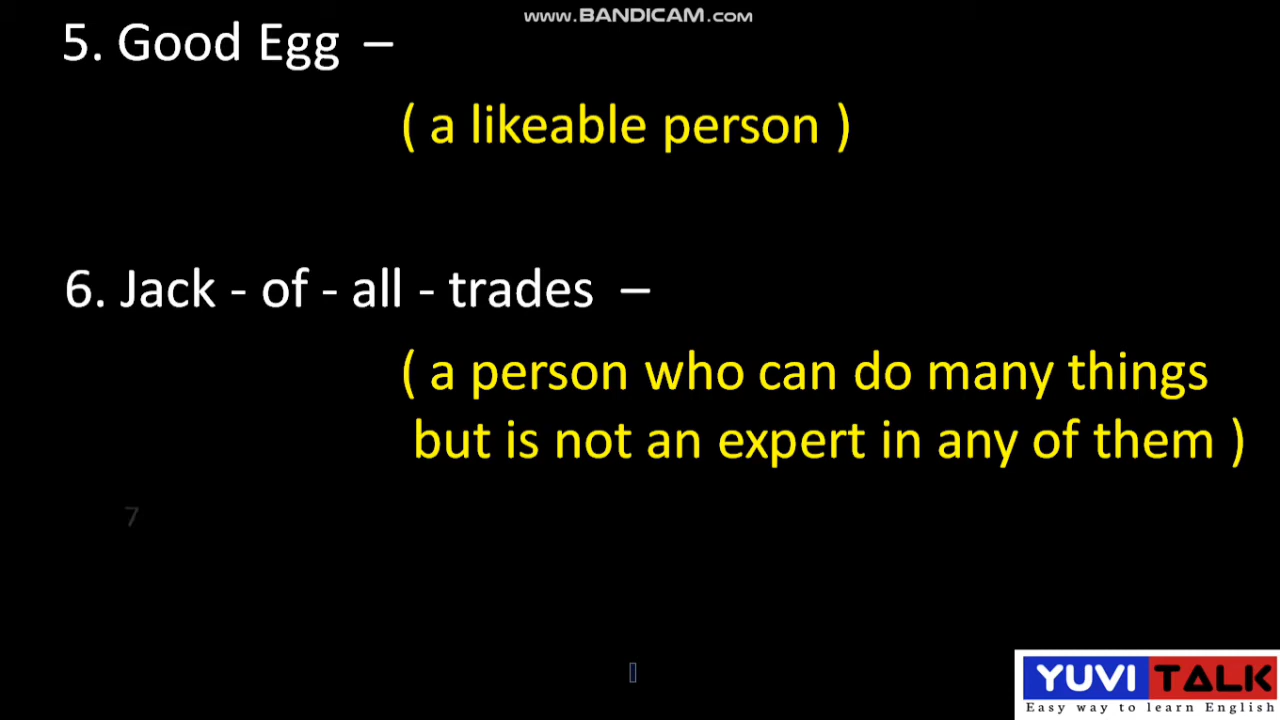 www.BANDICAM.com
5. Good Egg –
( a likeable person )
6. Jack - of - all - trades –
( a person who can do many things
but is not an expert in any of them )
7
YUVI TALK
Easy way to learn English